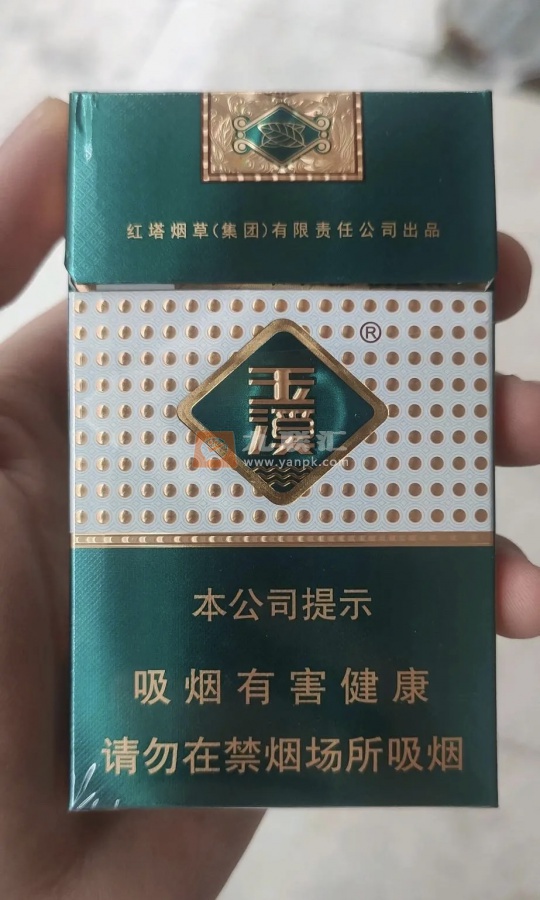 红塔烟草(集团)有限责任公司出品
®
玉溪
www.yanpk.com
本公司提示
吸烟有害健康
请勿在禁烟场所吸烟